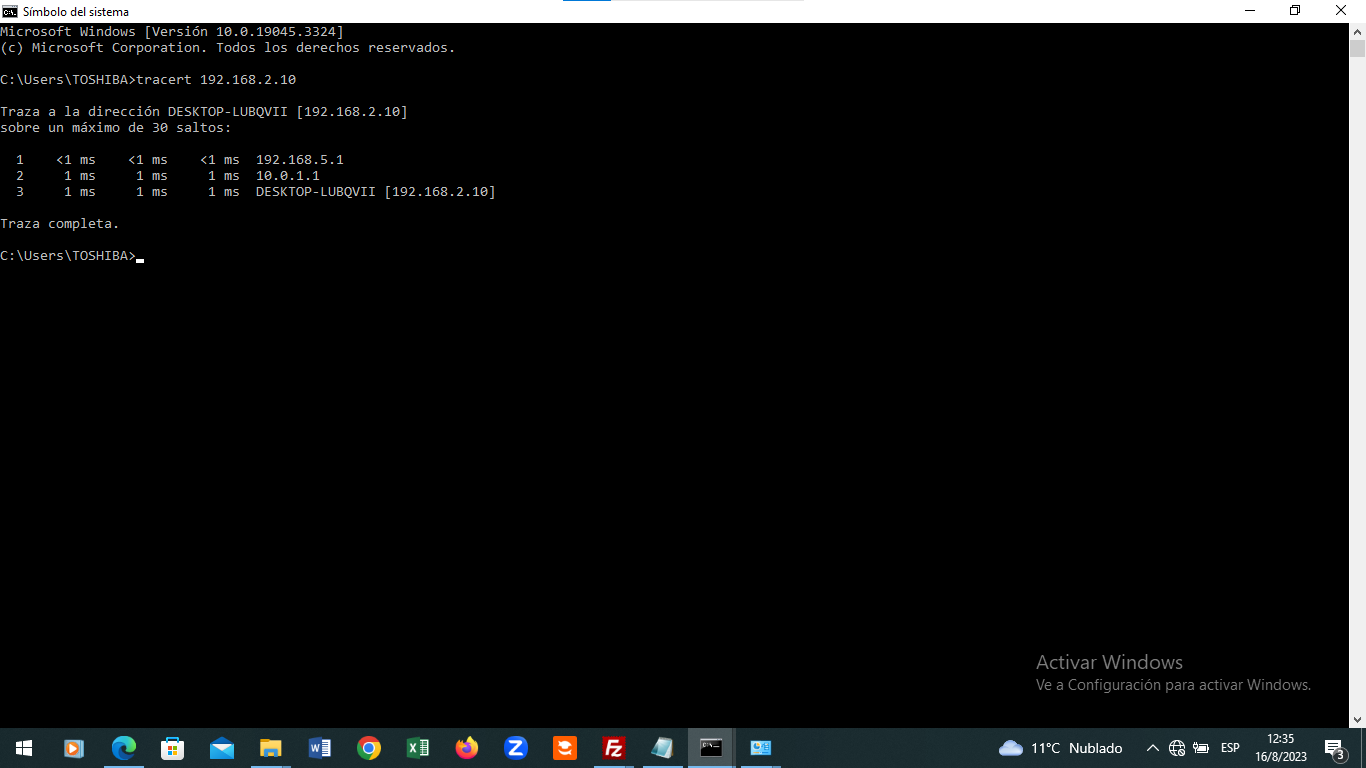 Símbolo del sistema
Microsoft Windows [Versión 10.0.19045.3324]
(c) Microsoft Corporation. Todos los derechos reservados.
C:\Users\TOSHIBA>tracert 192.168.2.10
Traza a la dirección DESKTOP-LUBQVII [192.168.2.10]
sobre un máximo de 30 saltos:
1 <1 ms <1 ms <1 ms 192.168.5.1
2 1 ms 1 ms 1 ms 10.0.1.1
3 1 ms 1 ms 1 ms DESKTOP-LUBQVII [192.168.2.10]
Traza completa.
C:\Users\TOSHIBA>
Activar Windows
Ve a Configuración para activar Windows.
11°C Nublado
ESP
12:35
16/8/2023
3